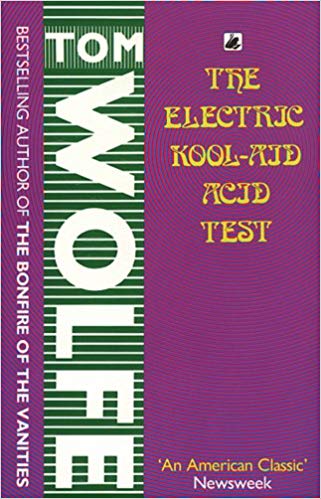 BESTSELLING AUTHOR OF THE BONFIRE OF THE VANITIES
TOM
WOLFE
THE
ELECTRIC
KOOL-AID
ACID
TEST
'An American Classic'
Newsweek